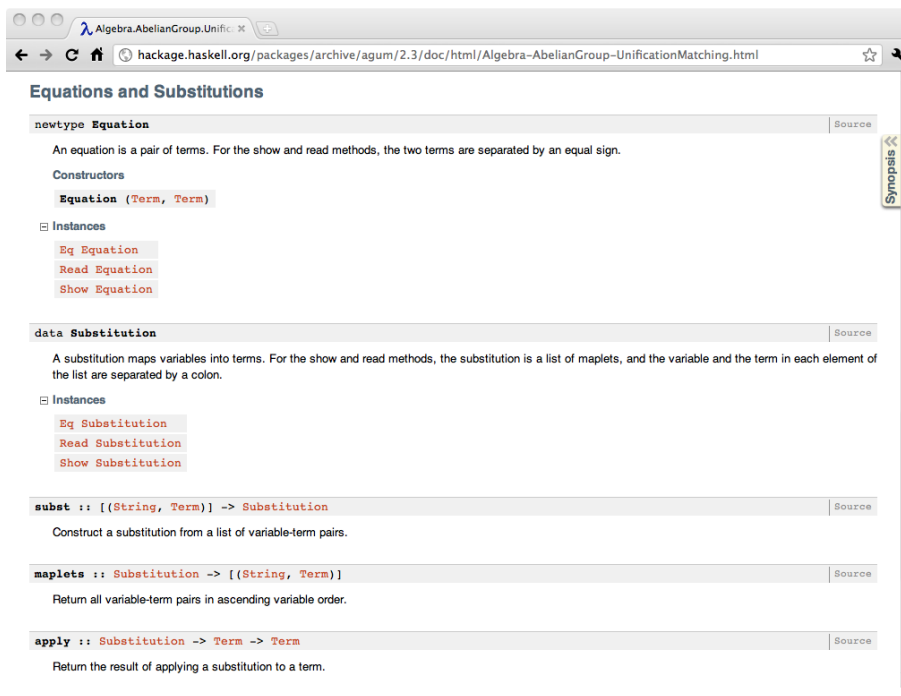 Algebra.AbelianGroup.Unific
hackage.haskell.org/packages/archive/agum/2.3/doc/html/Algebra-AbelianGroup-UnificationMatching.html
Equations and Substitutions
newtype Equation Source
An equation is a pair of terms. For the show and read methods, the two terms are separated by an equal sign.
Synopsis
Constructors
Equation (Term, Term)
Instances
Eq Equation
Read Equation
Show Equation
data Substitution Source
A substitution maps variables into terms. For the show and read methods, the substitution is a list of maplets, and the variable and the term in each element of
the list are separated by a colon.
Instances
Eq Substitution
Read Substitution
Show Substitution
subst :: [(String, Term)] -> Substitution Source
Construct a substitution from a list of variable-term pairs.
maplets :: Substitution -> [(String, Term)] Source
Return all variable-term pairs in ascending variable order.
apply :: Substitution -> Term -> Term Source
Return the result of applying a substitution to a term.